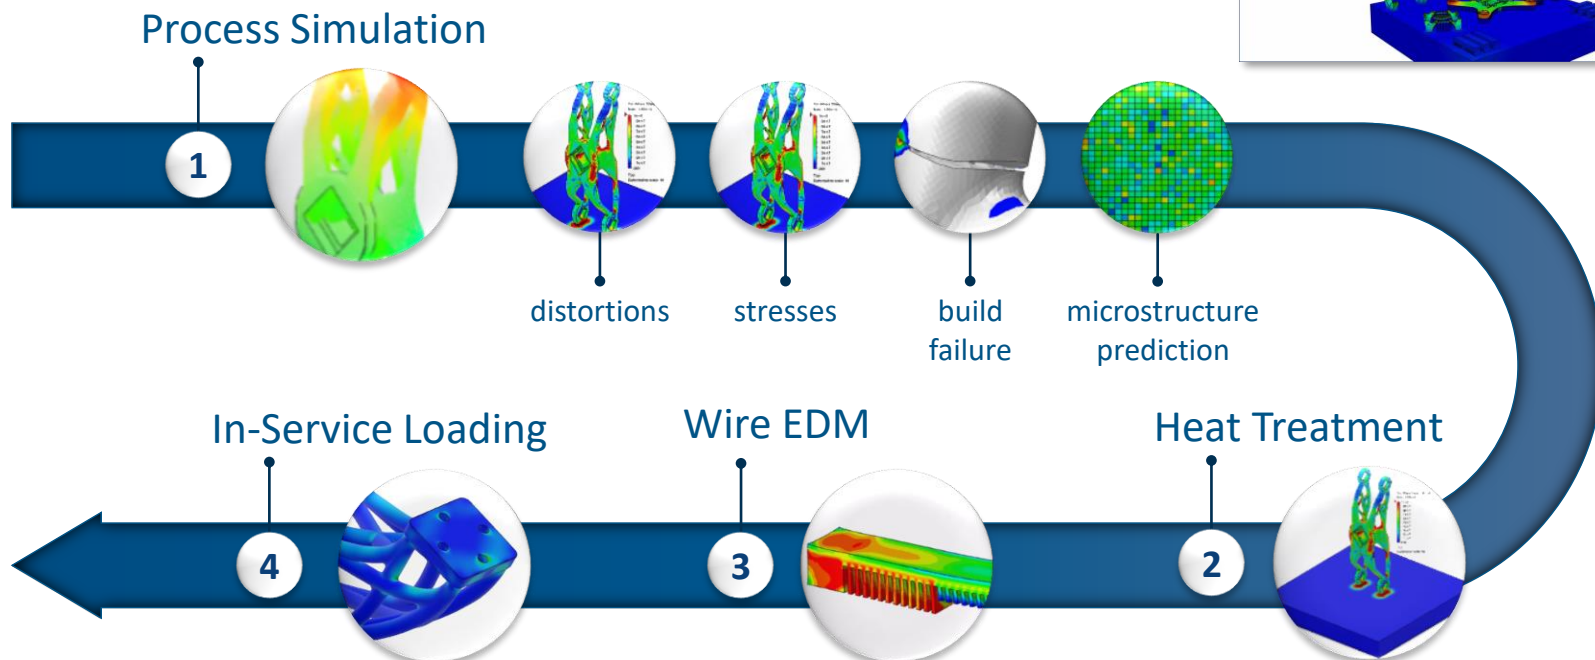 Process Simulation
1
distortions
stresses
build
failure
microstructure
prediction
Heat Treatment
2
Wire EDM
3
In-Service Loading
4